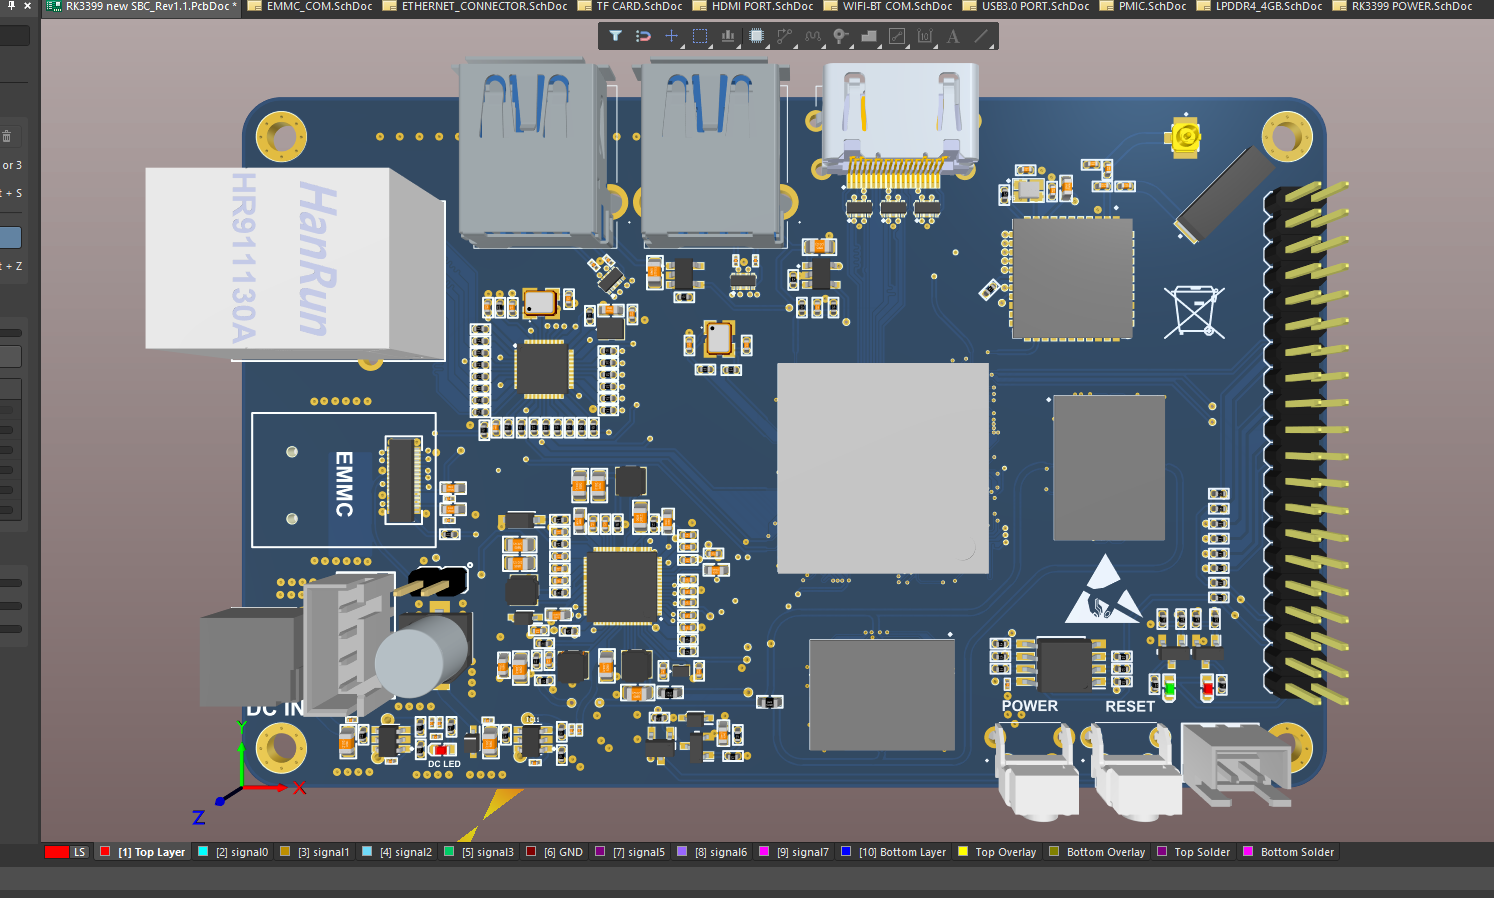 RK3399 new SBC_Rev1.1.PcbDoc *
EMMC_COM.SchDoc
ETHERNET_CONNECTOR.SchDoc
TF CARD.SchDoc
HDMI PORT.SchDoc
WIFI-BT COM.SchDoc
USB3.0 PORT.SchDoc
PMIC.SchDoc
LPDDR4_4GB.SchDoc
RK3399 POWER.SchDoc
or 3
t + S
t + Z
HanRun
HR911130A
EMMC
DC IN
DC LED
POWER
RESET
Y
X
Z
LS
[1] Top Layer
[2] signal0
[3] signal1
[4] signal2
[5] signal3
[6] GND
[7] signal5
[8] signal6
[9] signal7
[10] Bottom Layer
Top Overlay
Bottom Overlay
Top Solder
Bottom Solder